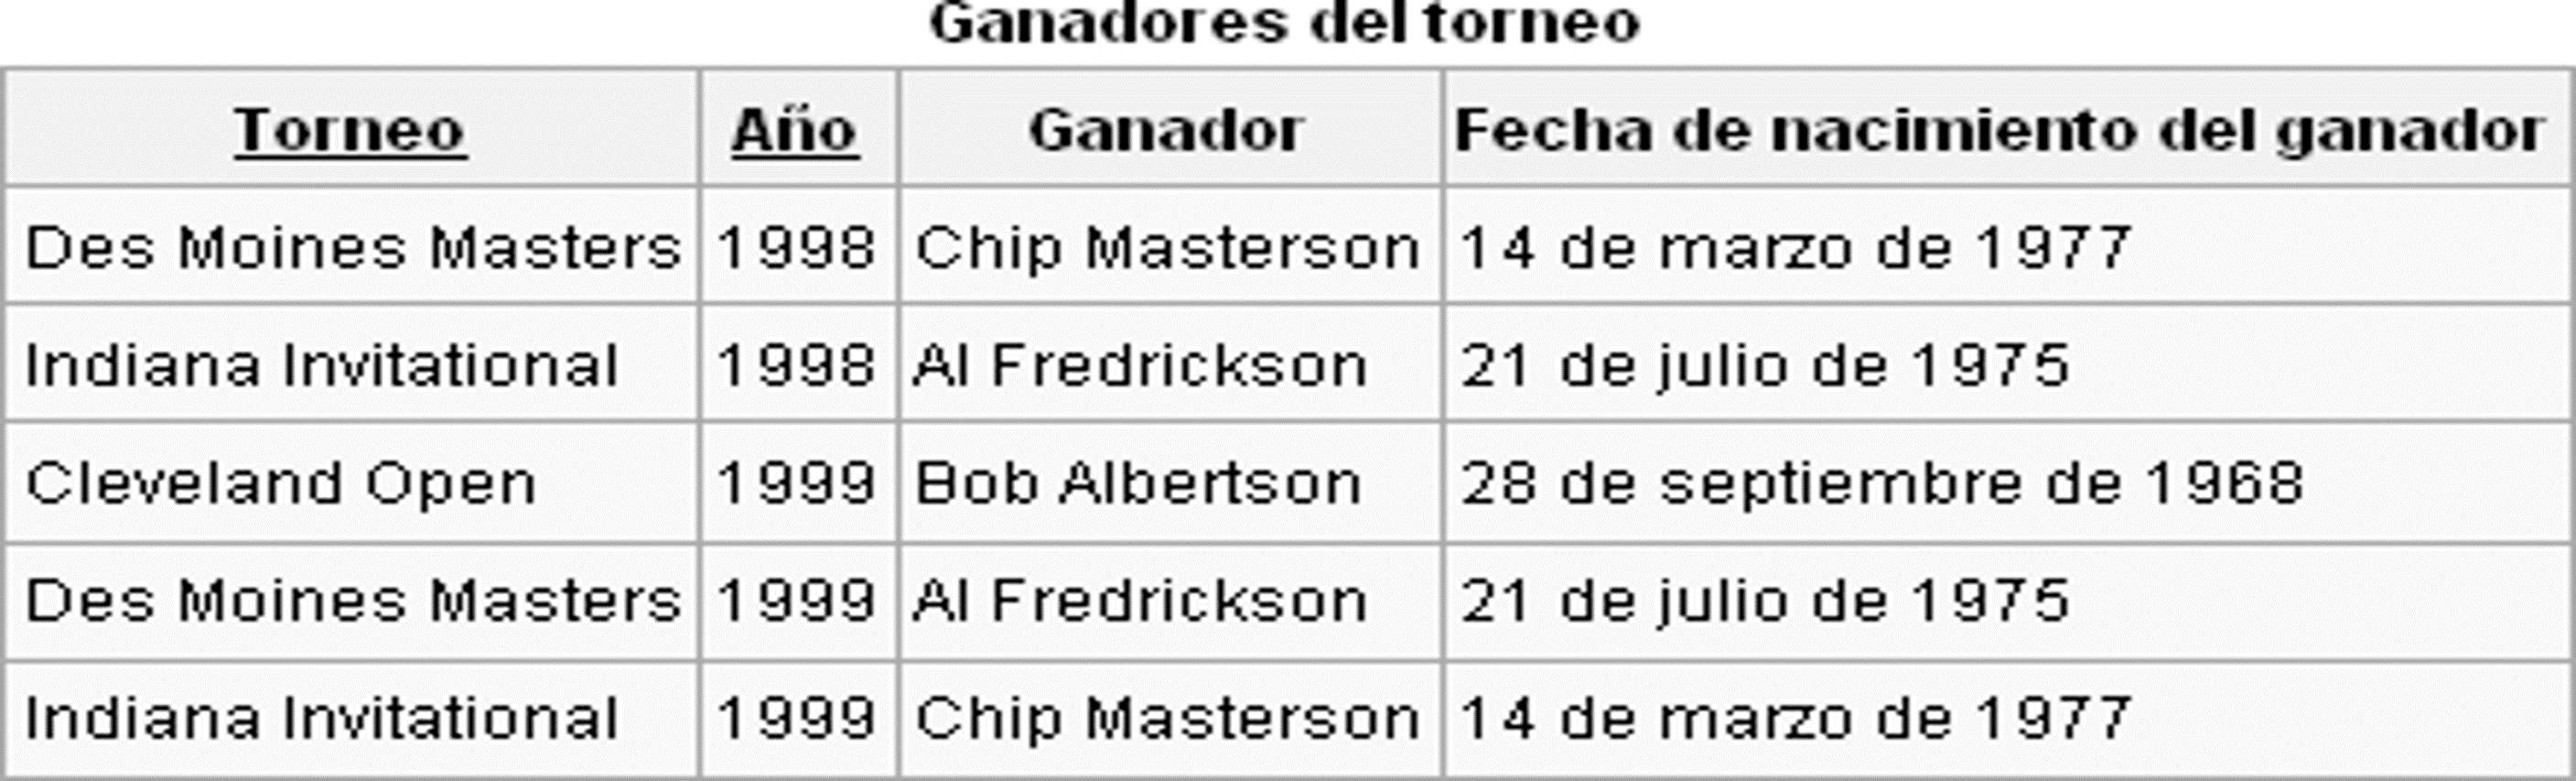 Ganadores del torneo
Torneo Año Ganador Fecha de nacimiento del ganador
Des Moines Masters 1998 Chip Masterson 14 de marzo de 1977
Indiana Invitational 1998 Al Fredrickson 21 de julio de 1975
Cleveland Open 1999 Bob Albertson 28 de septiembre de 1968
Des Moines Masters 1999 Al Fredrickson 21 de julio de 1975
Indiana Invitational 1999 Chip Masterson 14 de marzo de 1977